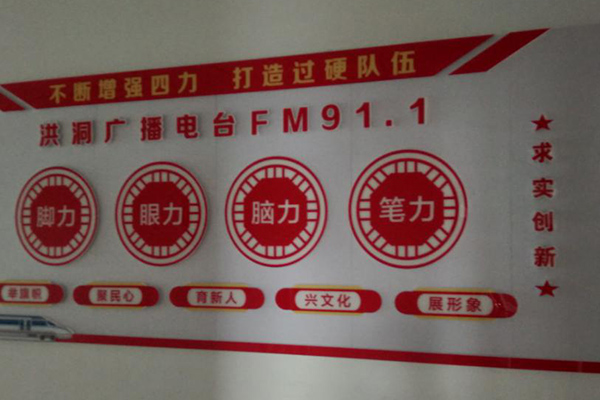 不断增强四力 打造过硬队伍
洪洞广播电台FM91.1
脚力 眼力 脑力 笔力
举旗帜 聚民心 育新人 兴文化 展形象
★求实创新★